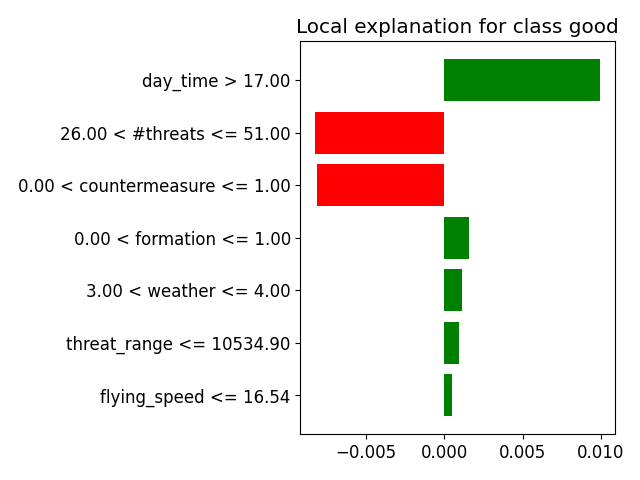 Local explanation for class good
day_time > 17.00
26.00 < #threats <= 51.00
0.00 < countermeasure <= 1.00
0.00 < formation <= 1.00
3.00 < weather <= 4.00
threat_range <= 10534.90
flying_speed <= 16.54
−0.005 0.000 0.005 0.010